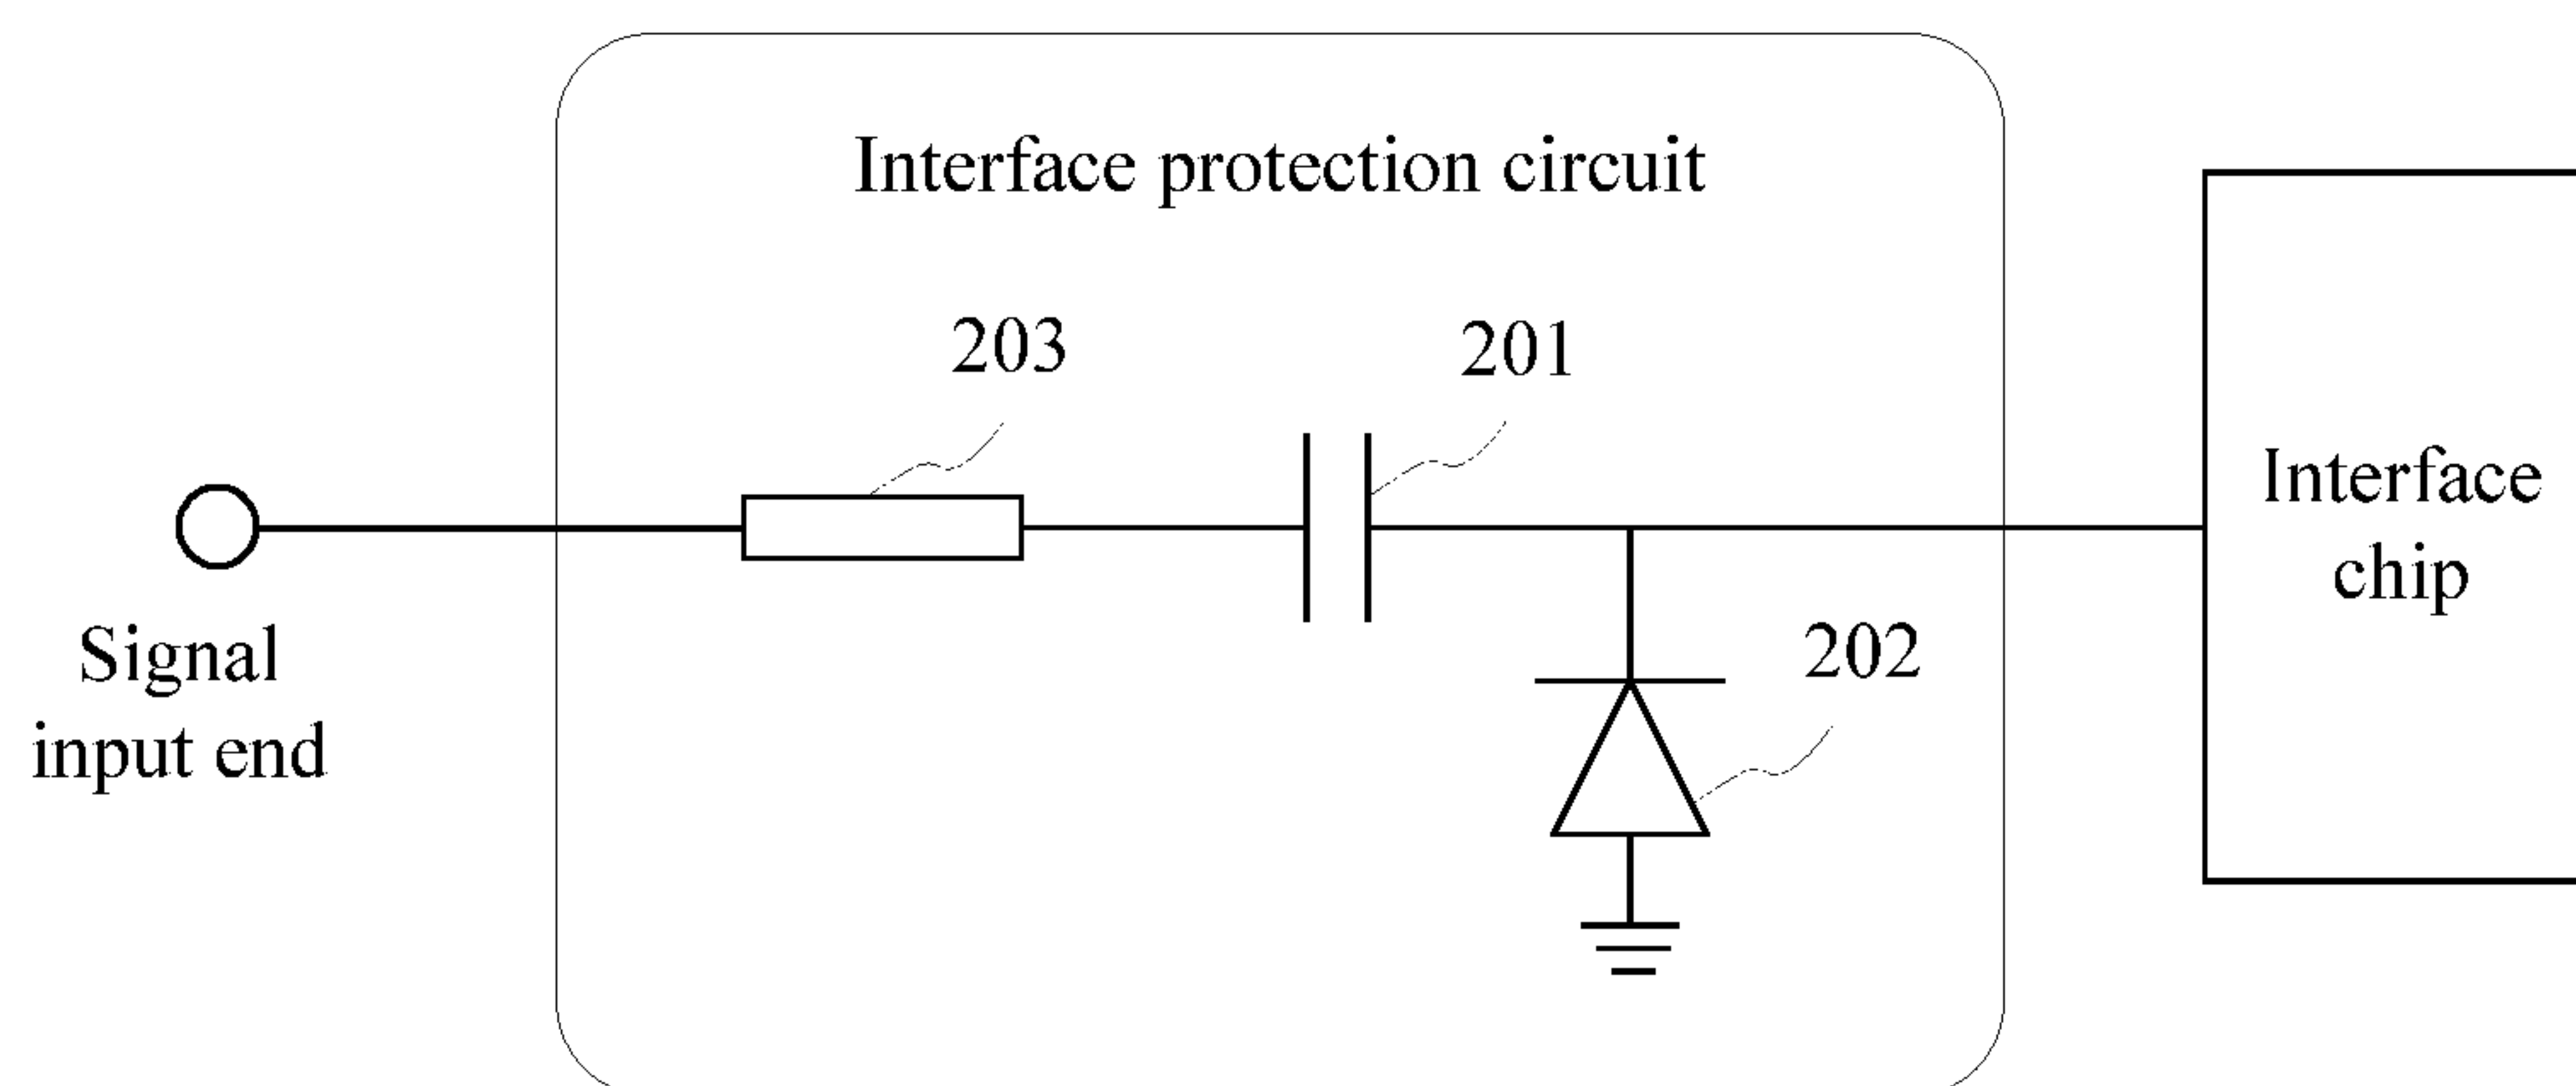 Interface protection circuit
203
201
Signal
input end
202
Interface
chip